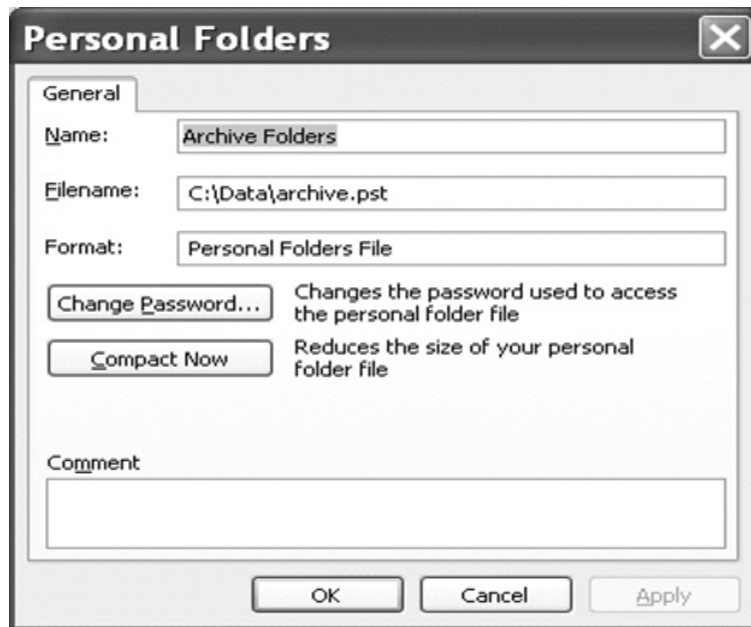 Personal Folders
General
Name:
Archive Folders
Filename:
C:\Data\archive.pst
Format:
Personal Folders File
Change Password...
Changes the password used to access
the personal folder file
Compact Now
Reduces the size of your personal
folder file
Comment
OK
Cancel
Apply